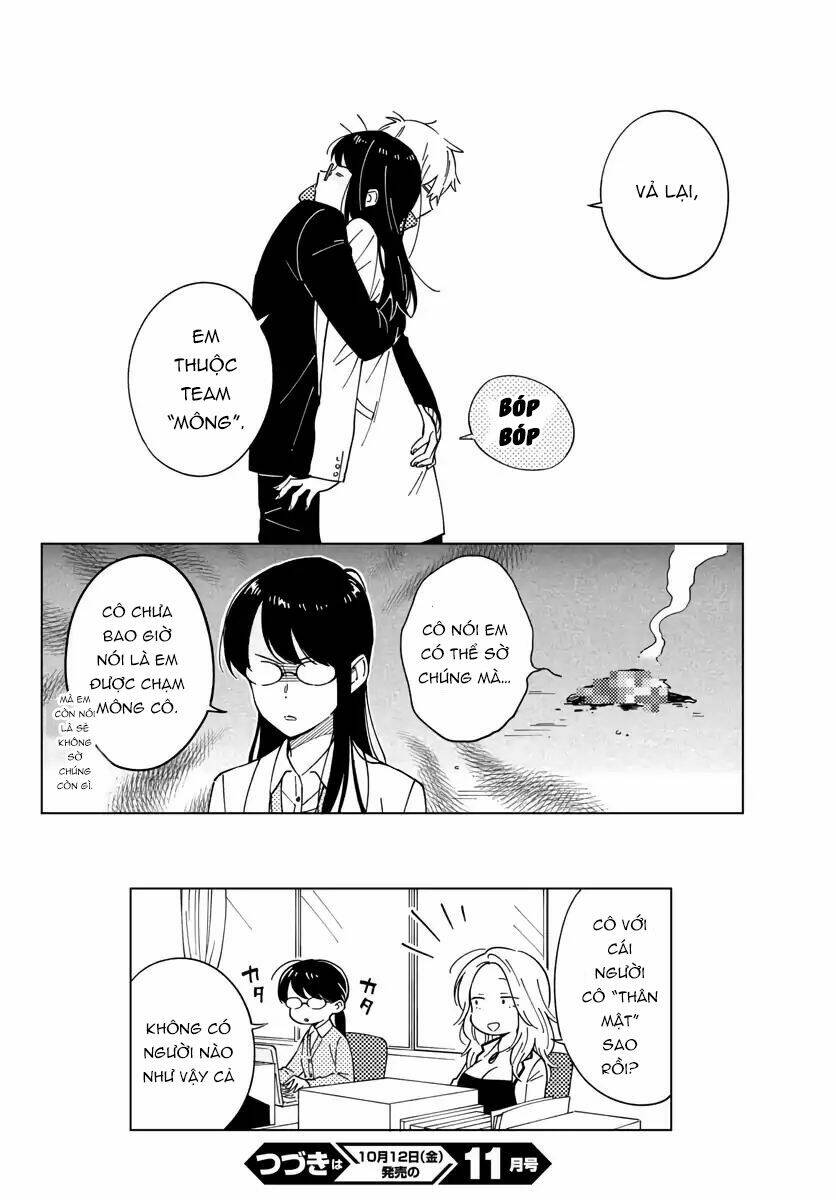 VẢ LẠI,
EM
THUỘC
TEAM
“MÔNG”.
BÓP
BÓP
CÔ NÓI EM
CÓ THỂ SỜ
CHÚNG MÀ...
CÔ CHƯA
BAO GIỜ
NÓI LÀ EM
ĐƯỢC CHẠM
MÔNG CÔ.
MÀ EM
CÒN NÓI
LÀ SẼ
KHÔNG
SỜ
CHÚNG
CÒN GÌ.
CÔ VỚI
CÁI
NGƯỜI
CÔ “THÂN
MẬT”
SAO
RỒI?
カタ
カタ
KHÔNG CÓ
NGƯỜI NÀO
NHƯ VẬY CẢ
つづきは
10月12日(金)
発売の
11月号